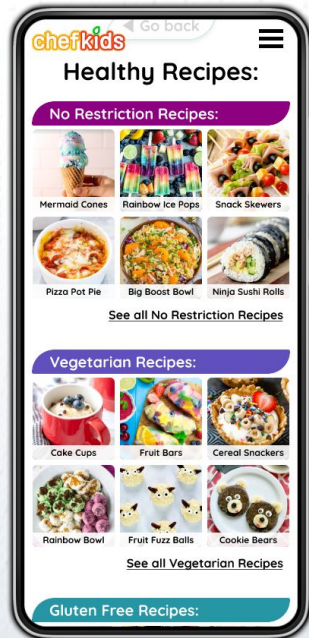 Go back
chefkids
Healthy Recipes:
No Restriction Recipes:
Mermaid Cones Rainbow Ice Pops Snack Skewers
Pizza Pot Pie Big Boost Bowl Ninja Sushi Rolls
See all No Restriction Recipes
Vegetarian Recipes:
Cake Cups Fruit Bars Cereal Snackers
Rainbow Bowl Fruit Fuzz Balls Cookie Bears
See all Vegetarian Recipes
Gluten Free Recipes: